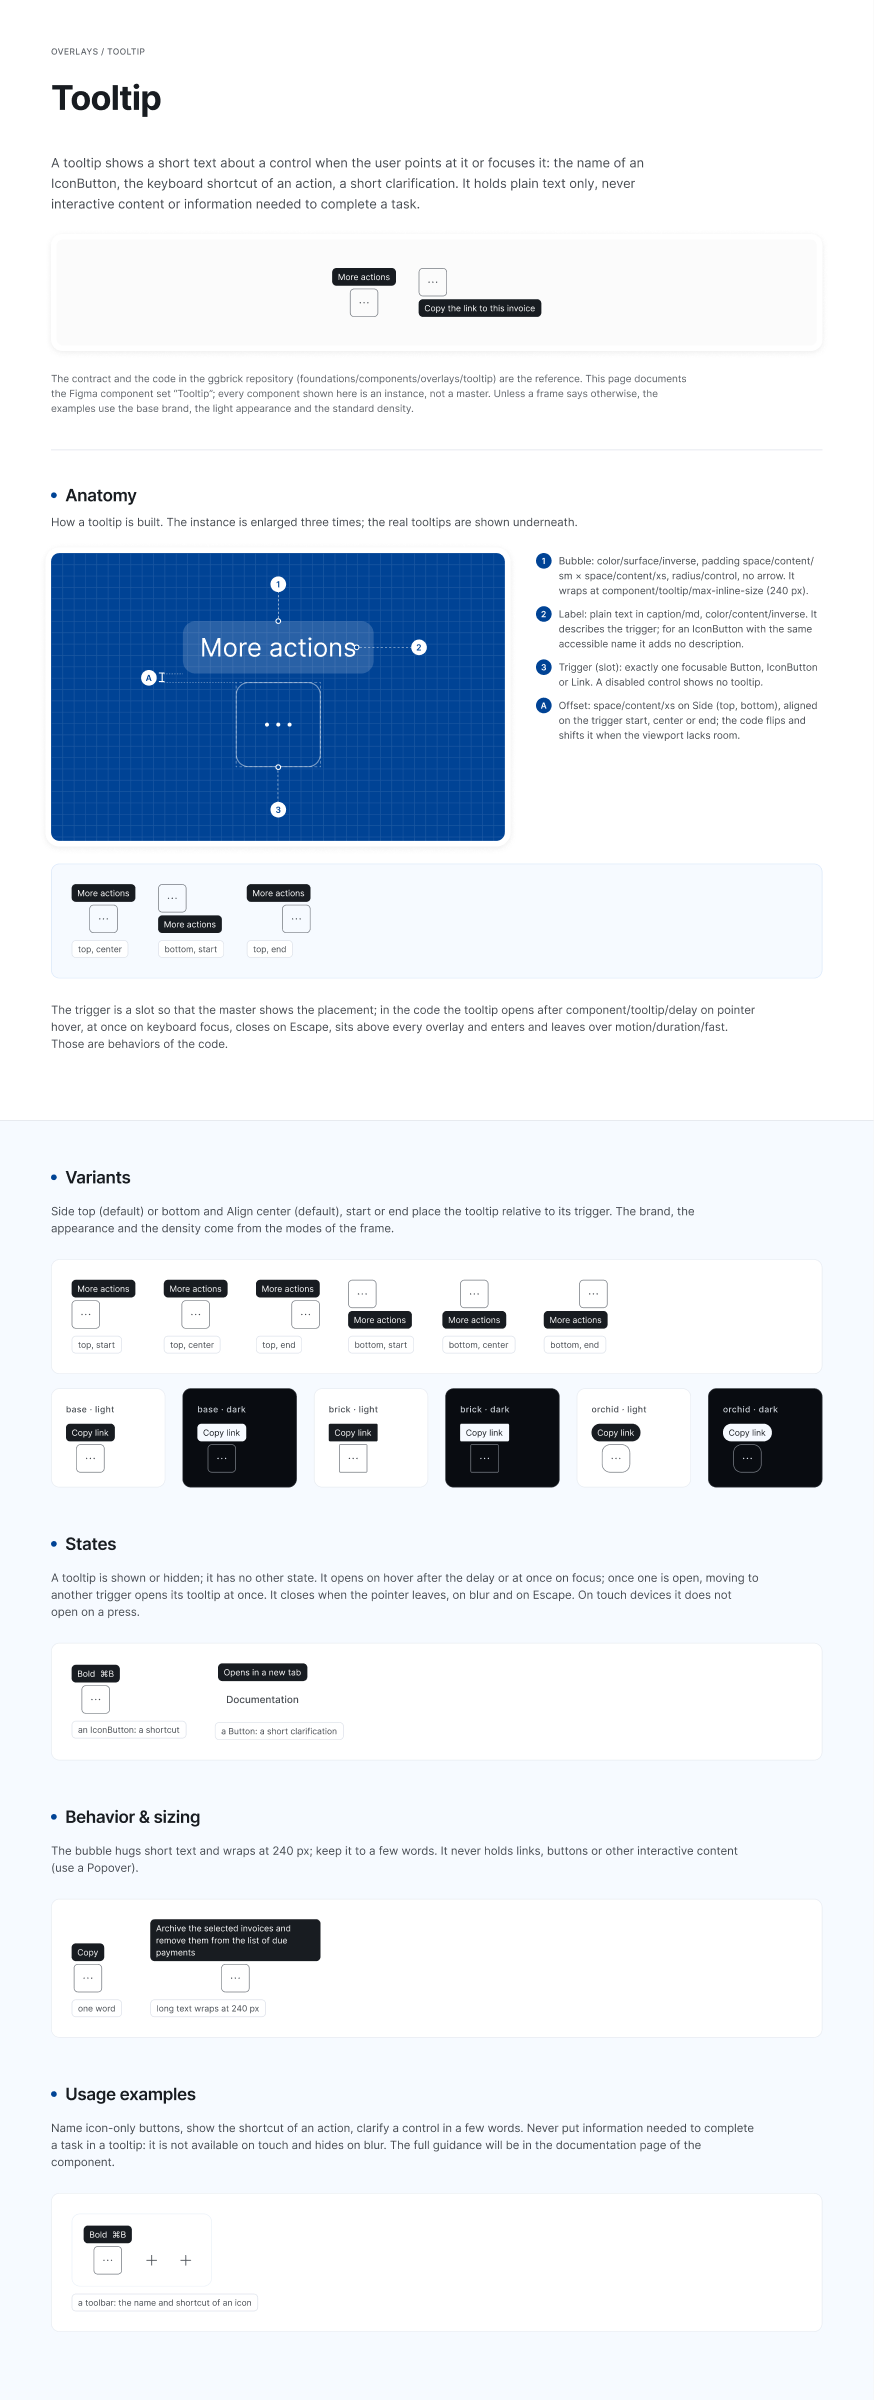 OVERLAYS / TOOLTIP
Tooltip
A tooltip shows a short text about a control when the user points at it or focuses it: the name of an
IconButton, the keyboard shortcut of an action, a short clarification. It holds plain text only, never
interactive content or information needed to complete a task.
More actions
Copy the link to this invoice
The contract and the code in the ggbrick repository (foundations/components/overlays/tooltip) are the reference. This page documents
the Figma component set “Tooltip”; every component shown here is an instance, not a master. Unless a frame says otherwise, the
examples use the base brand, the light appearance and the standard density.
Anatomy
How a tooltip is built. The instance is enlarged three times; the real tooltips are shown underneath.
1
More actions
2
A
3
1 Bubble: color/surface/inverse, padding space/content/
sm × space/content/xs, radius/control, no arrow. It
wraps at component/tooltip/max-inline-size (240 px).
2 Label: plain text in caption/md, color/content/inverse. It
describes the trigger; for an IconButton with the same
accessible name it adds no description.
3 Trigger (slot): exactly one focusable Button, IconButton
or Link. A disabled control shows no tooltip.
A Offset: space/content/xs on Side (top, bottom), aligned
on the trigger start, center or end; the code flips and
shifts it when the viewport lacks room.
More actions
More actions
More actions
top, center
bottom, start
top, end
The trigger is a slot so that the master shows the placement; in the code the tooltip opens after component/tooltip/delay on pointer
hover, at once on keyboard focus, closes on Escape, sits above every overlay and enters and leaves over motion/duration/fast.
Those are behaviors of the code.
Variants
Side top (default) or bottom and Align center (default), start or end place the tooltip relative to its trigger. The brand, the
appearance and the density come from the modes of the frame.
More actions
More actions
More actions
More actions
More actions
More actions
top, start
top, center
top, end
bottom, start
bottom, center
bottom, end
base · light
Copy link
base · dark
Copy link
brick · light
Copy link
brick · dark
Copy link
orchid · light
Copy link
orchid · dark
Copy link
States
A tooltip is shown or hidden; it has no other state. It opens on hover after the delay or at once on focus; once one is open, moving to
another trigger opens its tooltip at once. It closes when the pointer leaves, on blur and on Escape. On touch devices it does not
open on a press.
Bold ⌘B
Opens in a new tab
Documentation
an IconButton: a shortcut
a Button: a short clarification
Behavior & sizing
The bubble hugs short text and wraps at 240 px; keep it to a few words. It never holds links, buttons or other interactive content
(use a Popover).
Copy
Archive the selected invoices and
remove them from the list of due
payments
one word
long text wraps at 240 px
Usage examples
Name icon-only buttons, show the shortcut of an action, clarify a control in a few words. Never put information needed to complete
a task in a tooltip: it is not available on touch and hides on blur. The full guidance will be in the documentation page of the
component.
Bold ⌘B
a toolbar: the name and shortcut of an icon